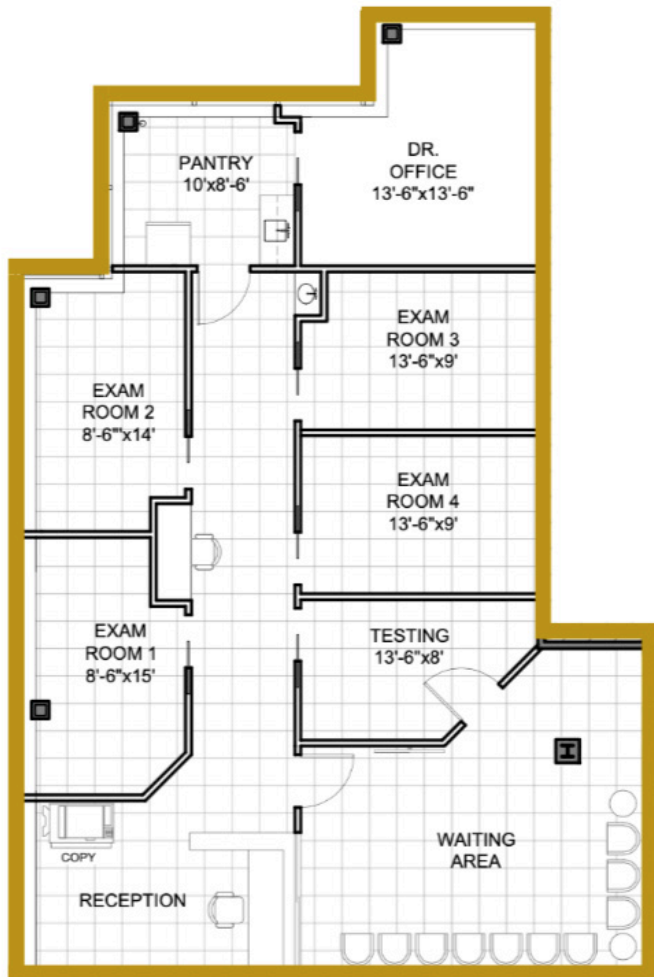 DR.
OFFICE
13'-6"x13'-6"
PANTRY
10'x8'-6'
EXAM
ROOM 3
13'-6"x9'
EXAM
ROOM 2
8'-6"'x14'
EXAM
ROOM 4
13'-6"x9'
EXAM
ROOM 1
8'-6"x15'
TESTING
13'-6"x8'
WAITING
AREA
COPY
RECEPTION